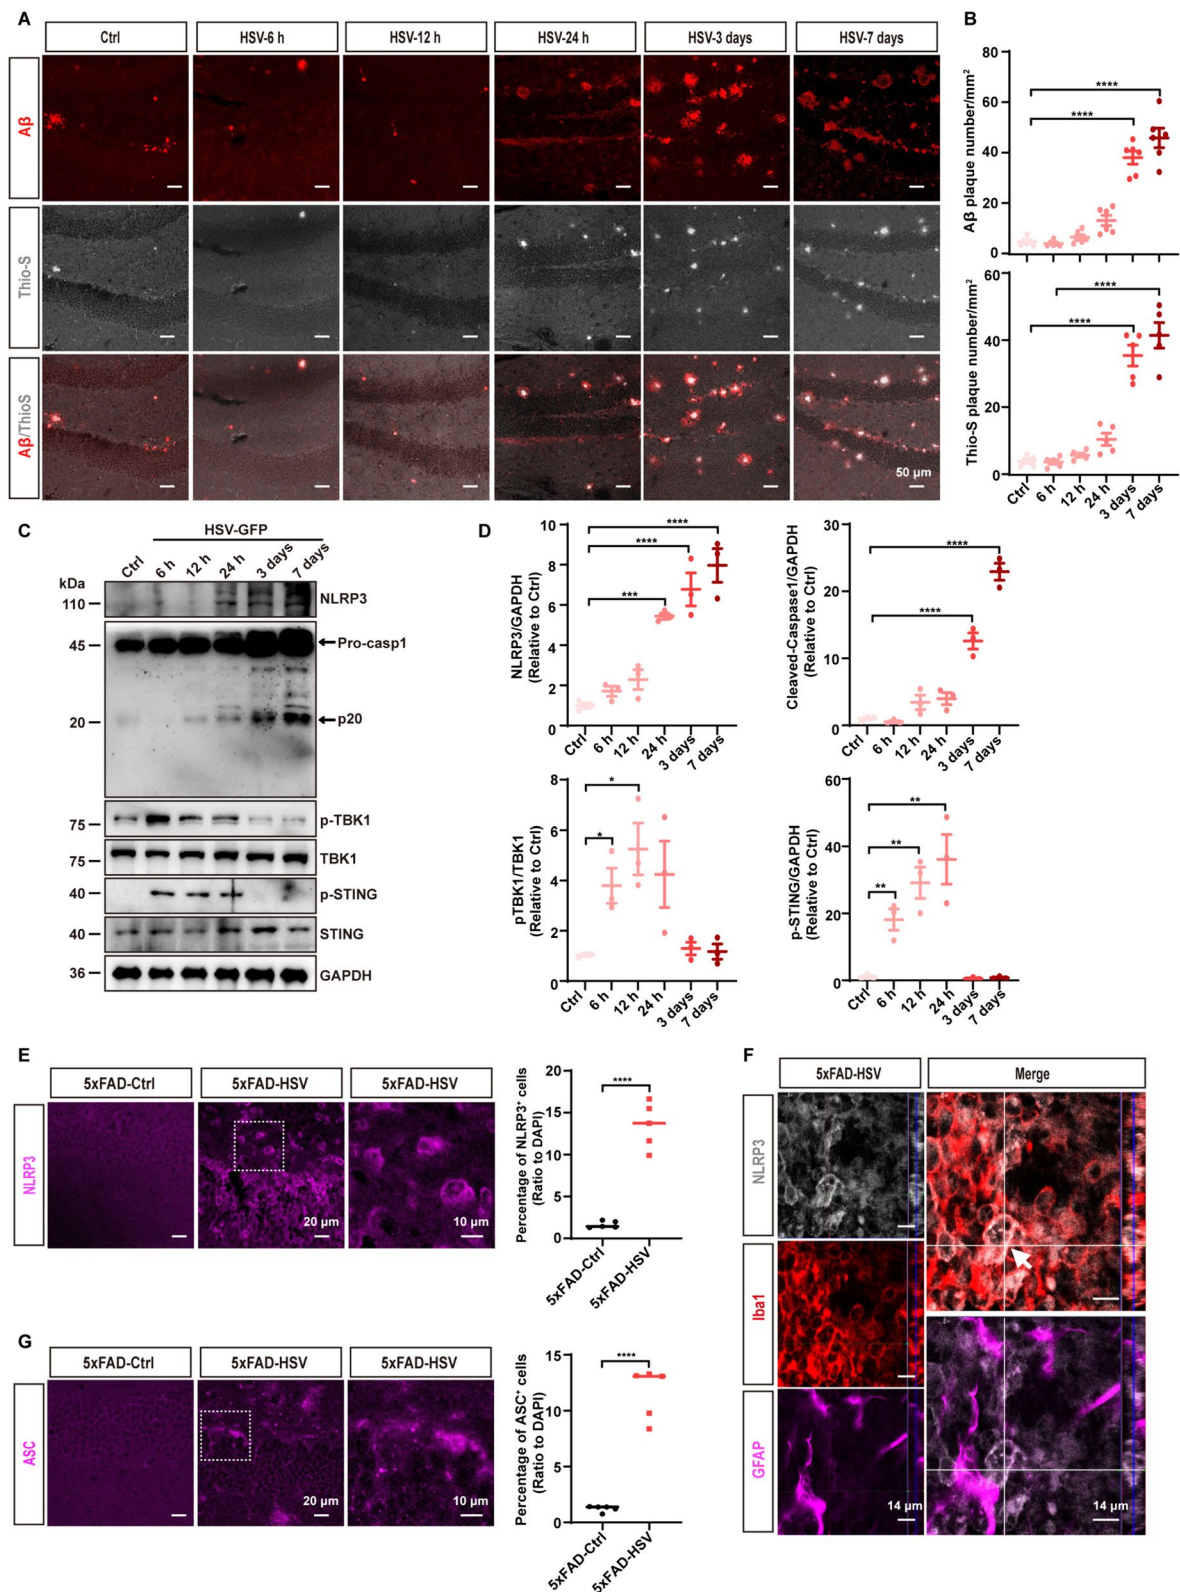 A
Ctrl
HSV-6 h
HSV-12 h
HSV-24 h
HSV-3 days
HSV-7 days
Aβ
Thio-S
Aβ/ThioS
50 μm
B
Aβ plaque number/mm²
80
60
40
20
0
****
****
Thio-S plaque number/mm²
60
40
20
0
****
****
Ctrl
6 h
12 h
24 h
3 days
7 days
C
HSV-GFP
Ctrl
6 h
12 h
24 h
3 days
7 days
kDa
110
NLRP3
45
Pro-casp1
20
p20
75
p-TBK1
75
TBK1
40
p-STING
40
STING
36
GAPDH
D
NLRP3/GAPDH
(Relative to Ctrl)
10
8
6
4
2
0
****
****
***
Ctrl
6 h
12 h
24 h
3 days
7 days
Cleaved-Caspase1/GAPDH
(Relative to Ctrl)
30
20
10
0
****
****
Ctrl
6 h
12 h
24 h
3 days
7 days
pTBK1/TBK1
(Relative to Ctrl)
8
6
4
2
0
*
*
Ctrl
6 h
12 h
24 h
3 days
7 days
p-STING/GAPDH
(Relative to Ctrl)
60
40
20
0
**
**
**
Ctrl
6 h
12 h
24 h
3 days
7 days
E
5xFAD-Ctrl
5xFAD-HSV
5xFAD-HSV
NLRP3
20 μm
10 μm
Percentage of NLRP3⁺ cells
(Ratio to DAPI)
20
15
10
5
0
****
5xFAD-Ctrl
5xFAD-HSV
F
5xFAD-HSV
Merge
NLRP3
Iba1
GFAP
14 μm
14 μm
G
5xFAD-Ctrl
5xFAD-HSV
5xFAD-HSV
ASC
20 μm
10 μm
Percentage of ASC⁺ cells
(Ratio to DAPI)
15
10
5
0
****
5xFAD-Ctrl
5xFAD-HSV